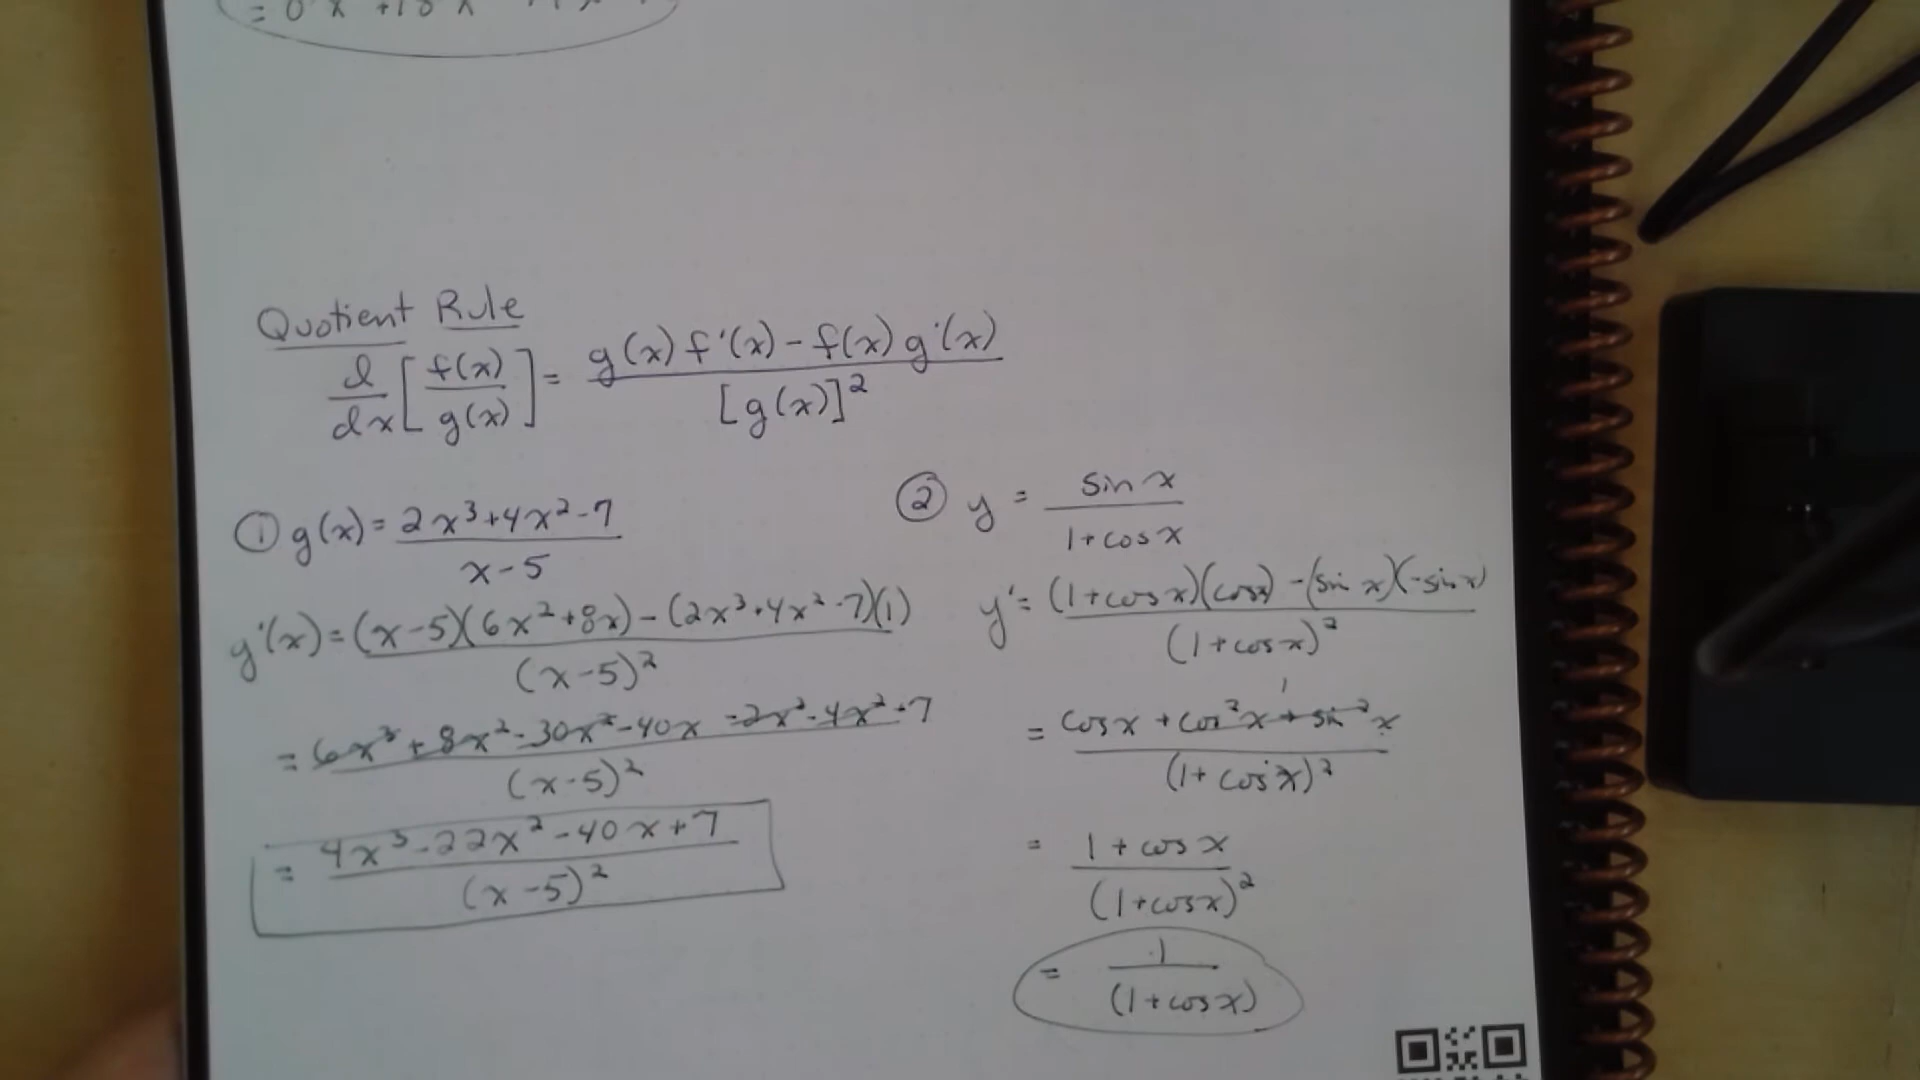 Quotient Rule
d/dx [f(x)/g(x)] = g(x) f'(x) - f(x) g'(x) / [g(x)]²
① g(x) = 2x³+4x²-7 / x-5
g'(x) = (x-5)(6x²+8x) - (2x³+4x²-7)(1) / (x-5)²
= 6x³+8x²-30x²-40x-2x³-4x²+7 / (x-5)²
= 4x³-22x²-40x+7 / (x-5)²
② y = sin x / 1+cos x
y' = (1+cos x)(cos x) - (sin x)(-sin x) / (1+cos x)²
1
= cos x + cos²x + sin²x / (1+cos x)²
= 1+cos x / (1+cos x)²
= 1 / (1+cos x)